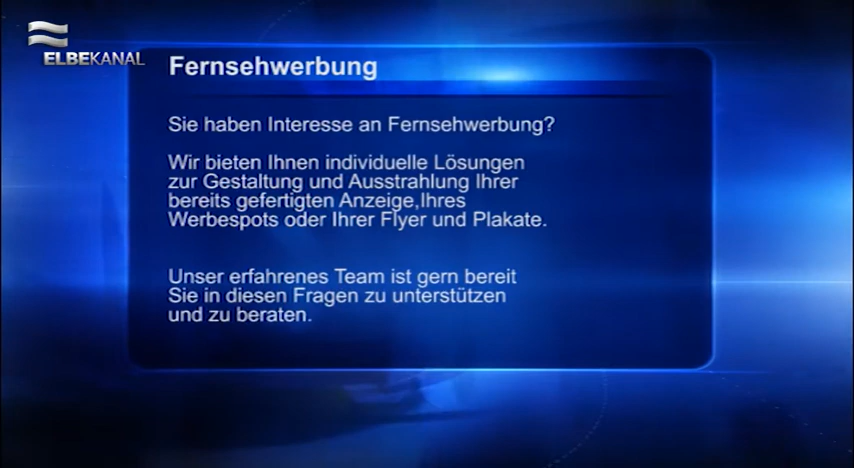 ELBEKANAL
Fernsehwerbung
Sie haben Interesse an Fernsehwerbung?
Wir bieten Ihnen individuelle Lösungen
zur Gestaltung und Ausstrahlung Ihrer
bereits gefertigten Anzeige,Ihres
Werbespots oder Ihrer Flyer und Plakate.
Unser erfahrenes Team ist gern bereit
Sie in diesen Fragen zu unterstützen
und zu beraten.